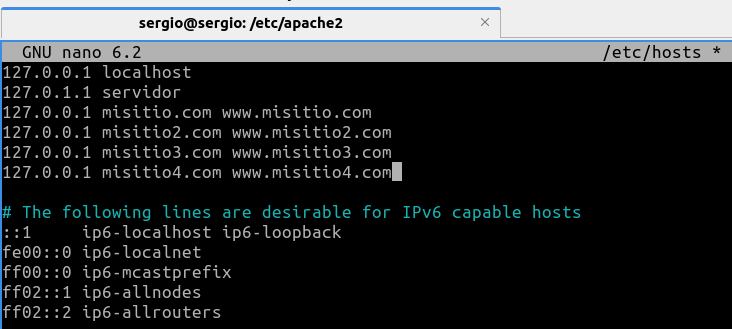 sergio@sergio: /etc/apache2 ×
GNU nano 6.2 /etc/hosts *
127.0.0.1 localhost
127.0.1.1 servidor
127.0.0.1 misitio.com www.misitio.com
127.0.0.1 misitio2.com www.misitio2.com
127.0.0.1 misitio3.com www.misitio3.com
127.0.0.1 misitio4.com www.misitio4.com
# The following lines are desirable for IPv6 capable hosts
::1     ip6-localhost ip6-loopback
fe00::0 ip6-localnet
ff00::0 ip6-mcastprefix
ff02::1 ip6-allnodes
ff02::2 ip6-allrouters